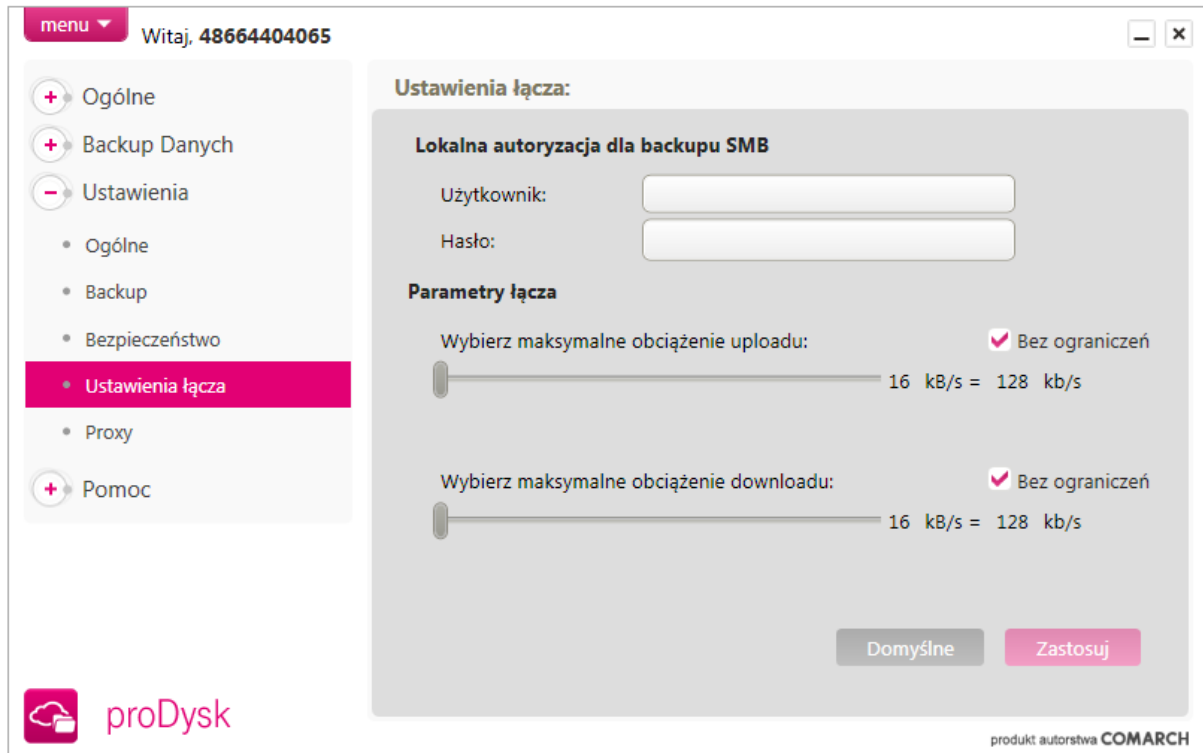 menu
Witaj, 48664404065
Ogólne
Backup Danych
Ustawienia
Ogólne
Backup
Bezpieczeństwo
Ustawienia łącza
Proxy
Pomoc
proDysk
Ustawienia łącza:
Lokalna autoryzacja dla backupu SMB
Użytkownik:
Hasło:
Parametry łącza
Wybierz maksymalne obciążenie uploadu: Bez ograniczeń
16 kB/s = 128 kb/s
Wybierz maksymalne obciążenie downloadu: Bez ograniczeń
16 kB/s = 128 kb/s
Domyślne Zastosuj
produkt autorstwa COMARCH